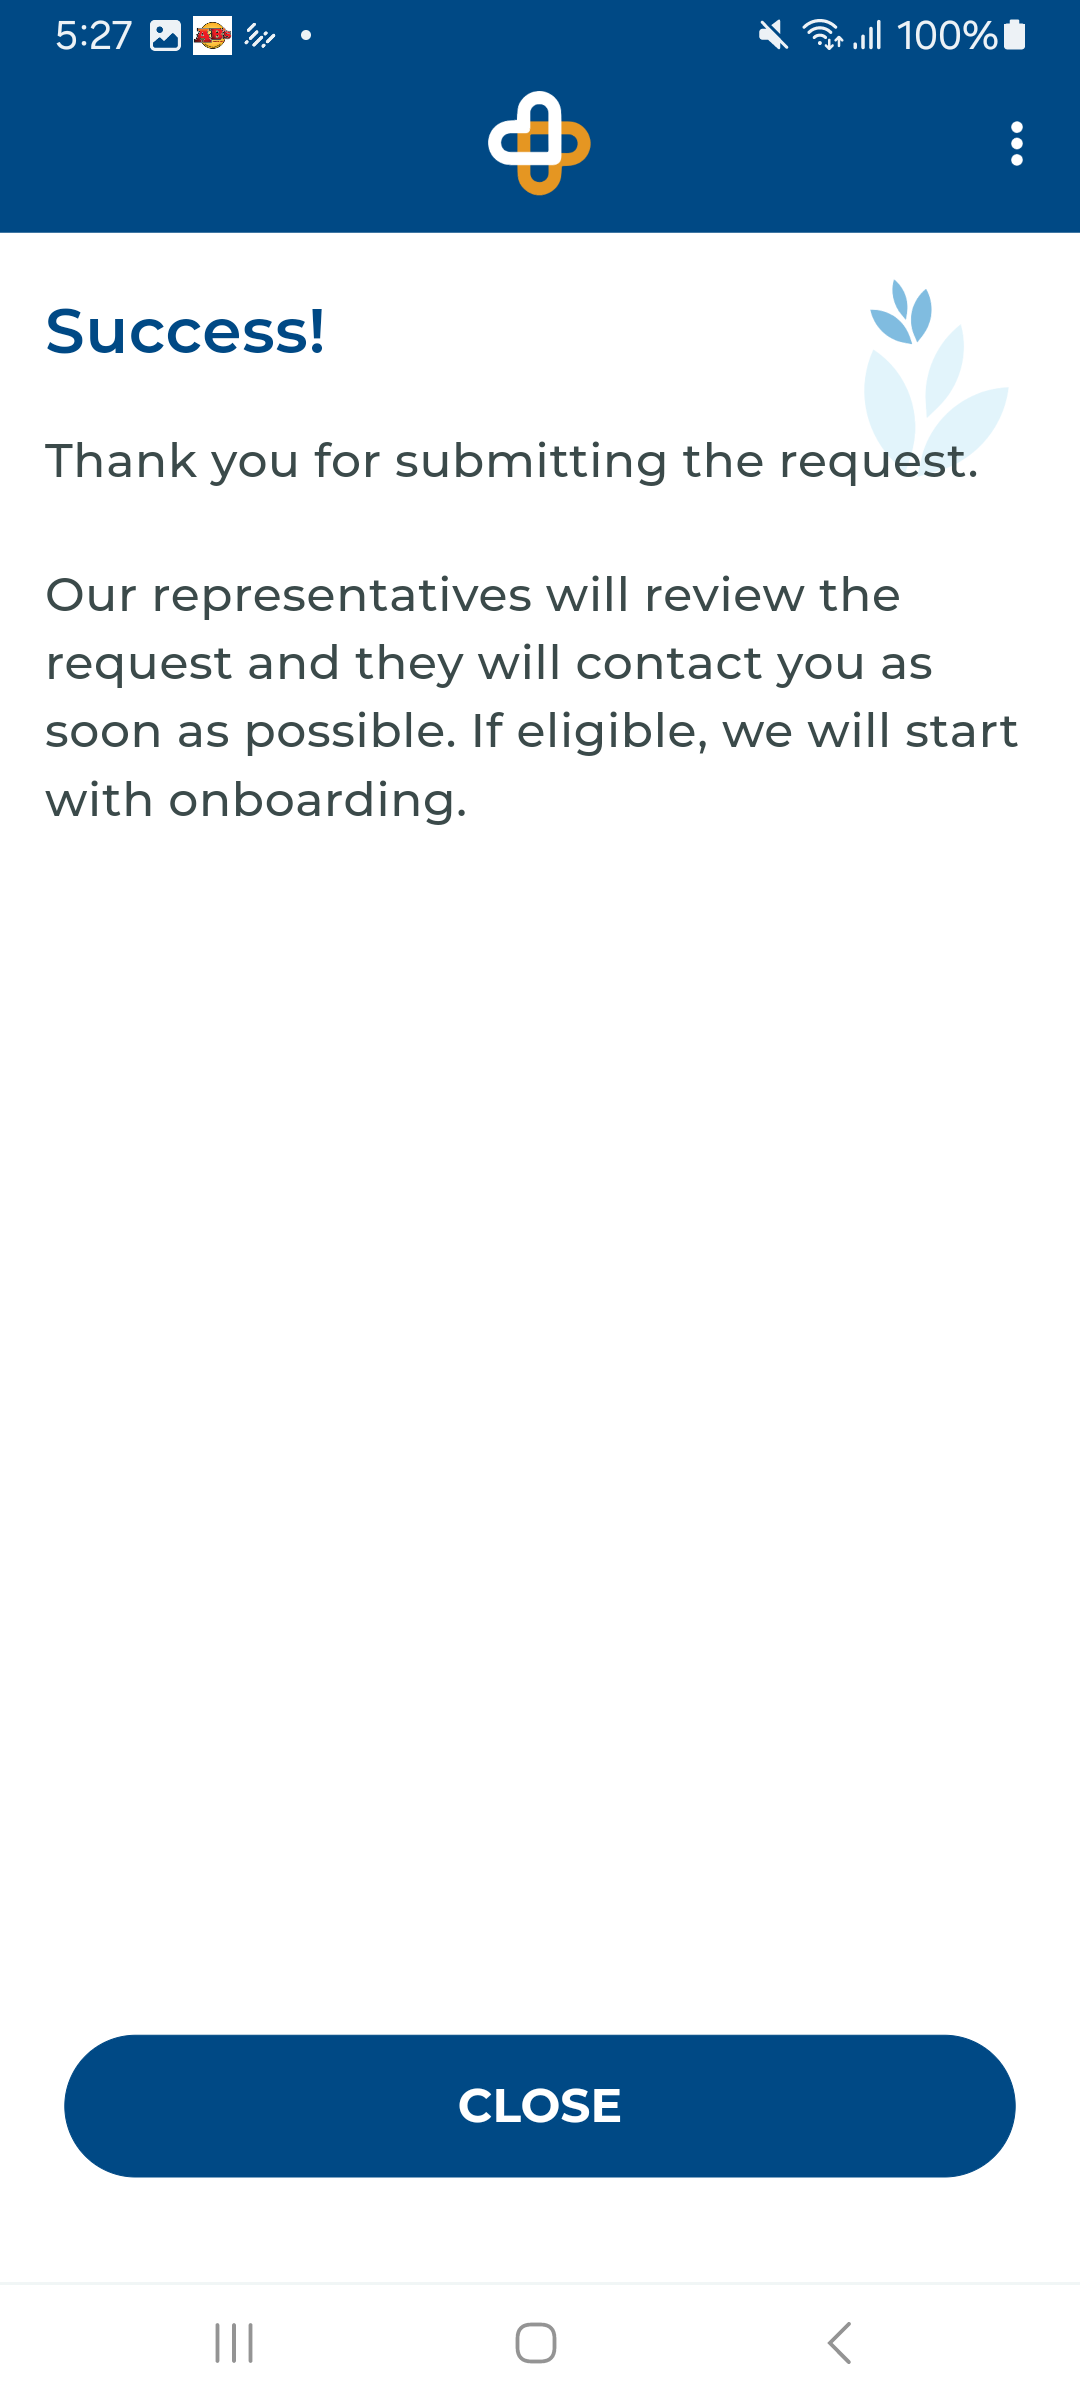 5:27 100%
Success!
Thank you for submitting the request.
Our representatives will review the
request and they will contact you as
soon as possible. If eligible, we will start
with onboarding.
CLOSE